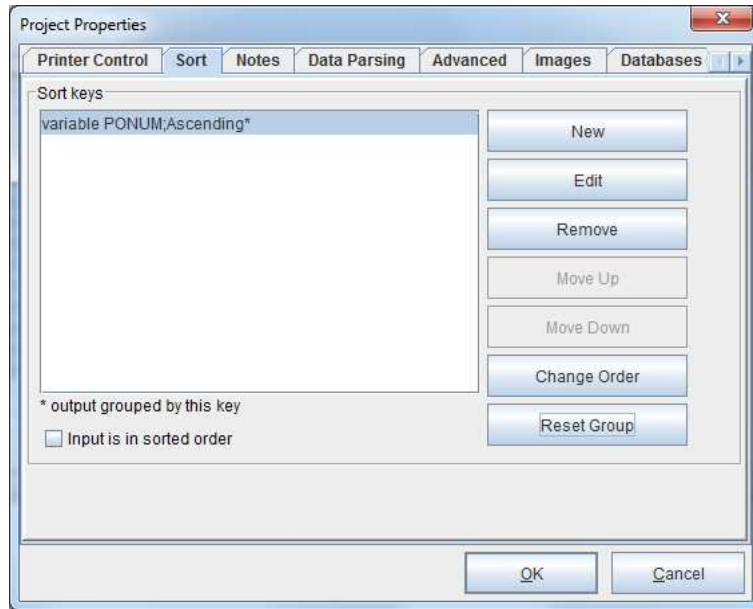 Project Properties
Printer Control Sort Notes Data Parsing Advanced Images Databases
Sort keys
variable PONUM;Ascending*
New
Edit
Remove
Move Up
Move Down
Change Order
Reset Group
* output grouped by this key
Input is in sorted order
OK Cancel